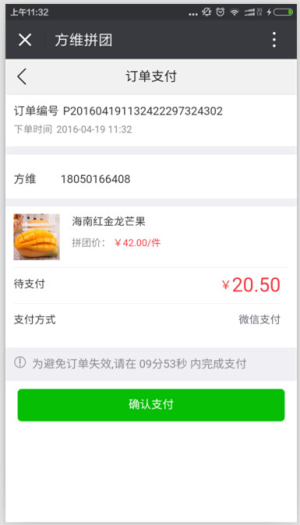 上午11:32
方维拼团
订单支付
订单编号 P201604191132422297324302
下单时间 2016-04-19 11:32
方维 18050166408
海南红金龙芒果
拼团价: ￥42.00/件
待支付 ￥20.50
支付方式 微信支付
为避免订单失效,请在 09分53秒 内完成支付
确认支付